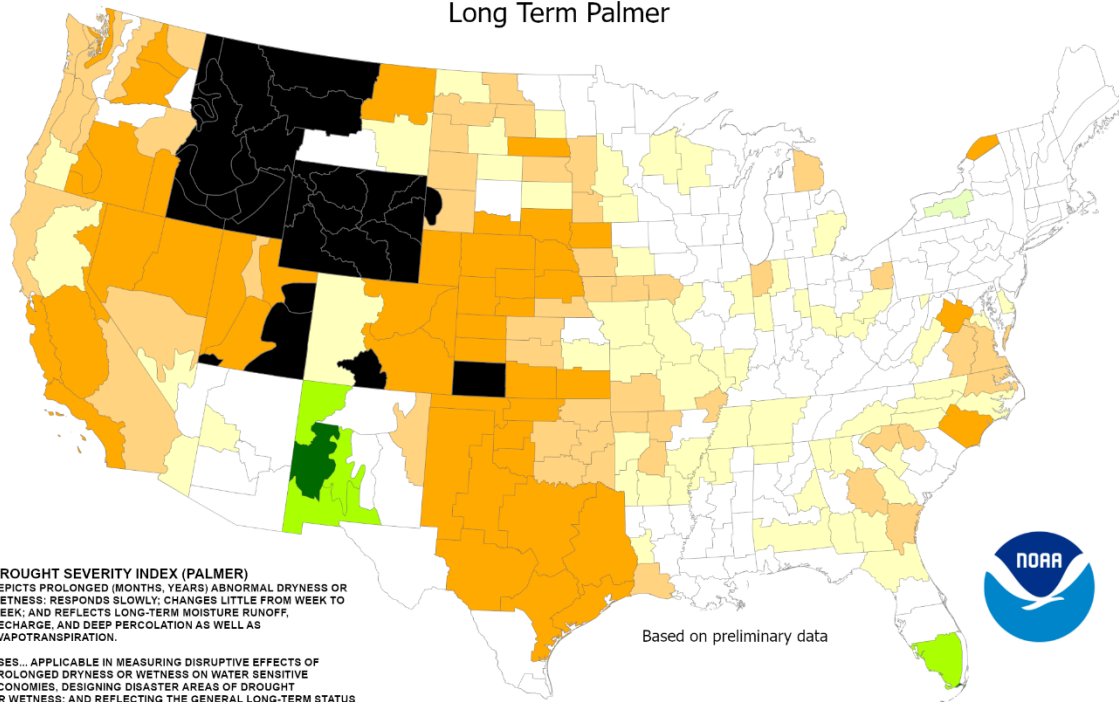 Long Term Palmer
NOAA
Based on preliminary data
ROUGHT SEVERITY INDEX (PALMER)
EPICTS PROLONGED (MONTHS, YEARS) ABNORMAL DRYNESS OR
ETNESS; RESPONDS SLOWLY; CHANGES LITTLE FROM WEEK TO
EEK; AND REFLECTS LONG-TERM MOISTURE RUNOFF,
ECHARGE, AND DEEP PERCOLATION AS WELL AS
VAPOTRANSPIRATION.
SES... APPLICABLE IN MEASURING DISRUPTIVE EFFECTS OF
ROLONGED DRYNESS OR WETNESS ON WATER SENSITIVE
CONOMIES, DESIGNING DISASTER AREAS OF DROUGHT
R WETNESS; AND REFLECTING THE GENERAL LONG-TERM STATUS